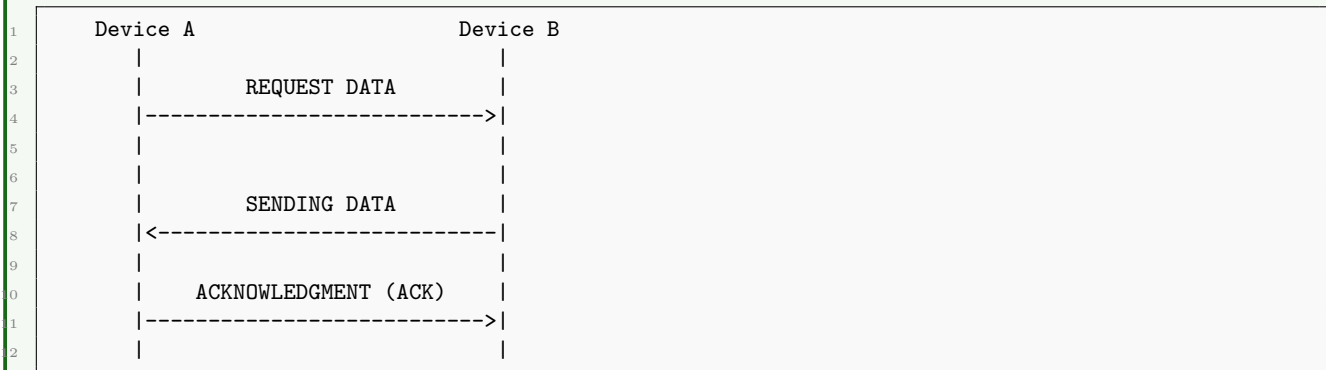 1 Device A                     Device B
2    |                            |
3    |        REQUEST DATA        |
4    |--------------------------->|
5    |                            |
6    |                            |
7    |        SENDING DATA        |
8    |<---------------------------|
9    |                            |
10    |    ACKNOWLEDGMENT (ACK)    |
11    |--------------------------->|
12    |                            |